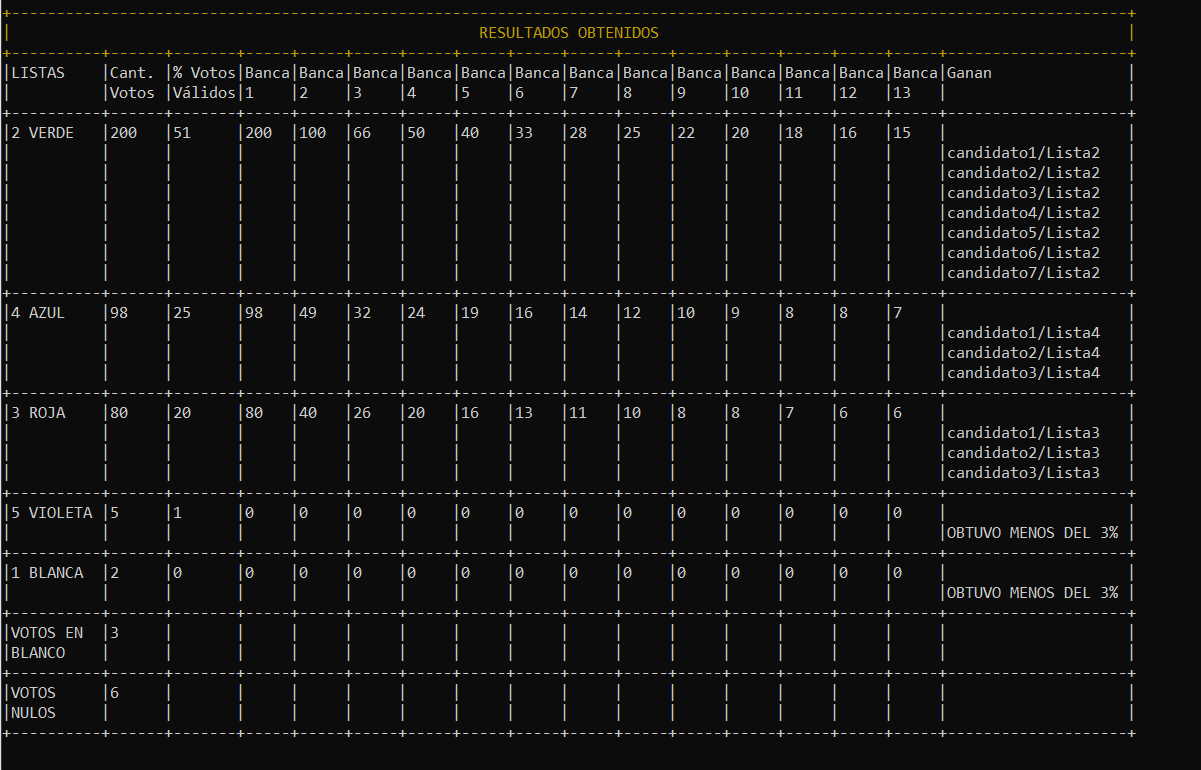 RESULTADOS OBTENIDOS
LISTAS Cant. % Votos Banca Banca Banca Banca Banca Banca Banca Banca Banca Banca Banca Banca Banca Ganan
Votos Válidos 1 2 3 4 5 6 7 8 9 10 11 12 13
2 VERDE 200 51 200 100 66 50 40 33 28 25 22 20 18 16 15
candidato1/Lista2
candidato2/Lista2
candidato3/Lista2
candidato4/Lista2
candidato5/Lista2
candidato6/Lista2
candidato7/Lista2
4 AZUL 98 25 98 49 32 24 19 16 14 12 10 9 8 8 7
candidato1/Lista4
candidato2/Lista4
candidato3/Lista4
3 ROJA 80 20 80 40 26 20 16 13 11 10 8 8 7 6 6
candidato1/Lista3
candidato2/Lista3
candidato3/Lista3
5 VIOLETA 5 1 0 0 0 0 0 0 0 0 0 0 0 0 0
OBTUVO MENOS DEL 3%
1 BLANCA 2 0 0 0 0 0 0 0 0 0 0 0 0 0 0
OBTUVO MENOS DEL 3%
VOTOS EN 3
BLANCO
VOTOS 6
NULOS